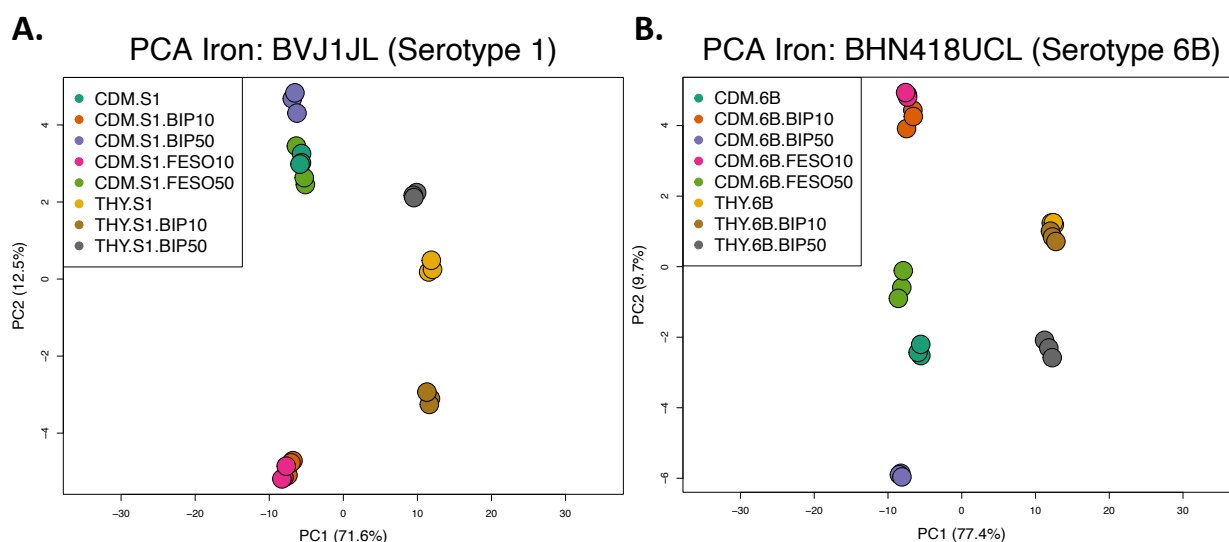 A.
PCA Iron: BVJ1JL (Serotype 1)
CDM.S1
CDM.S1.BIP10
CDM.S1.BIP50
CDM.S1.FESO10
CDM.S1.FESO50
THY.S1
THY.S1.BIP10
THY.S1.BIP50
PC2 (12.5%)
4
2
0
-2
-4
-30
-20
-10
0
10
20
30
PC1 (71.6%)
B.
PCA Iron: BHN418UCL (Serotype 6B)
CDM.6B
CDM.6B.BIP10
CDM.6B.BIP50
CDM.6B.FESO10
CDM.6B.FESO50
THY.6B
THY.6B.BIP10
THY.6B.BIP50
PC2 (9.7%)
4
2
0
-2
-4
-6
-30
-20
-10
0
10
20
30
PC1 (77.4%)